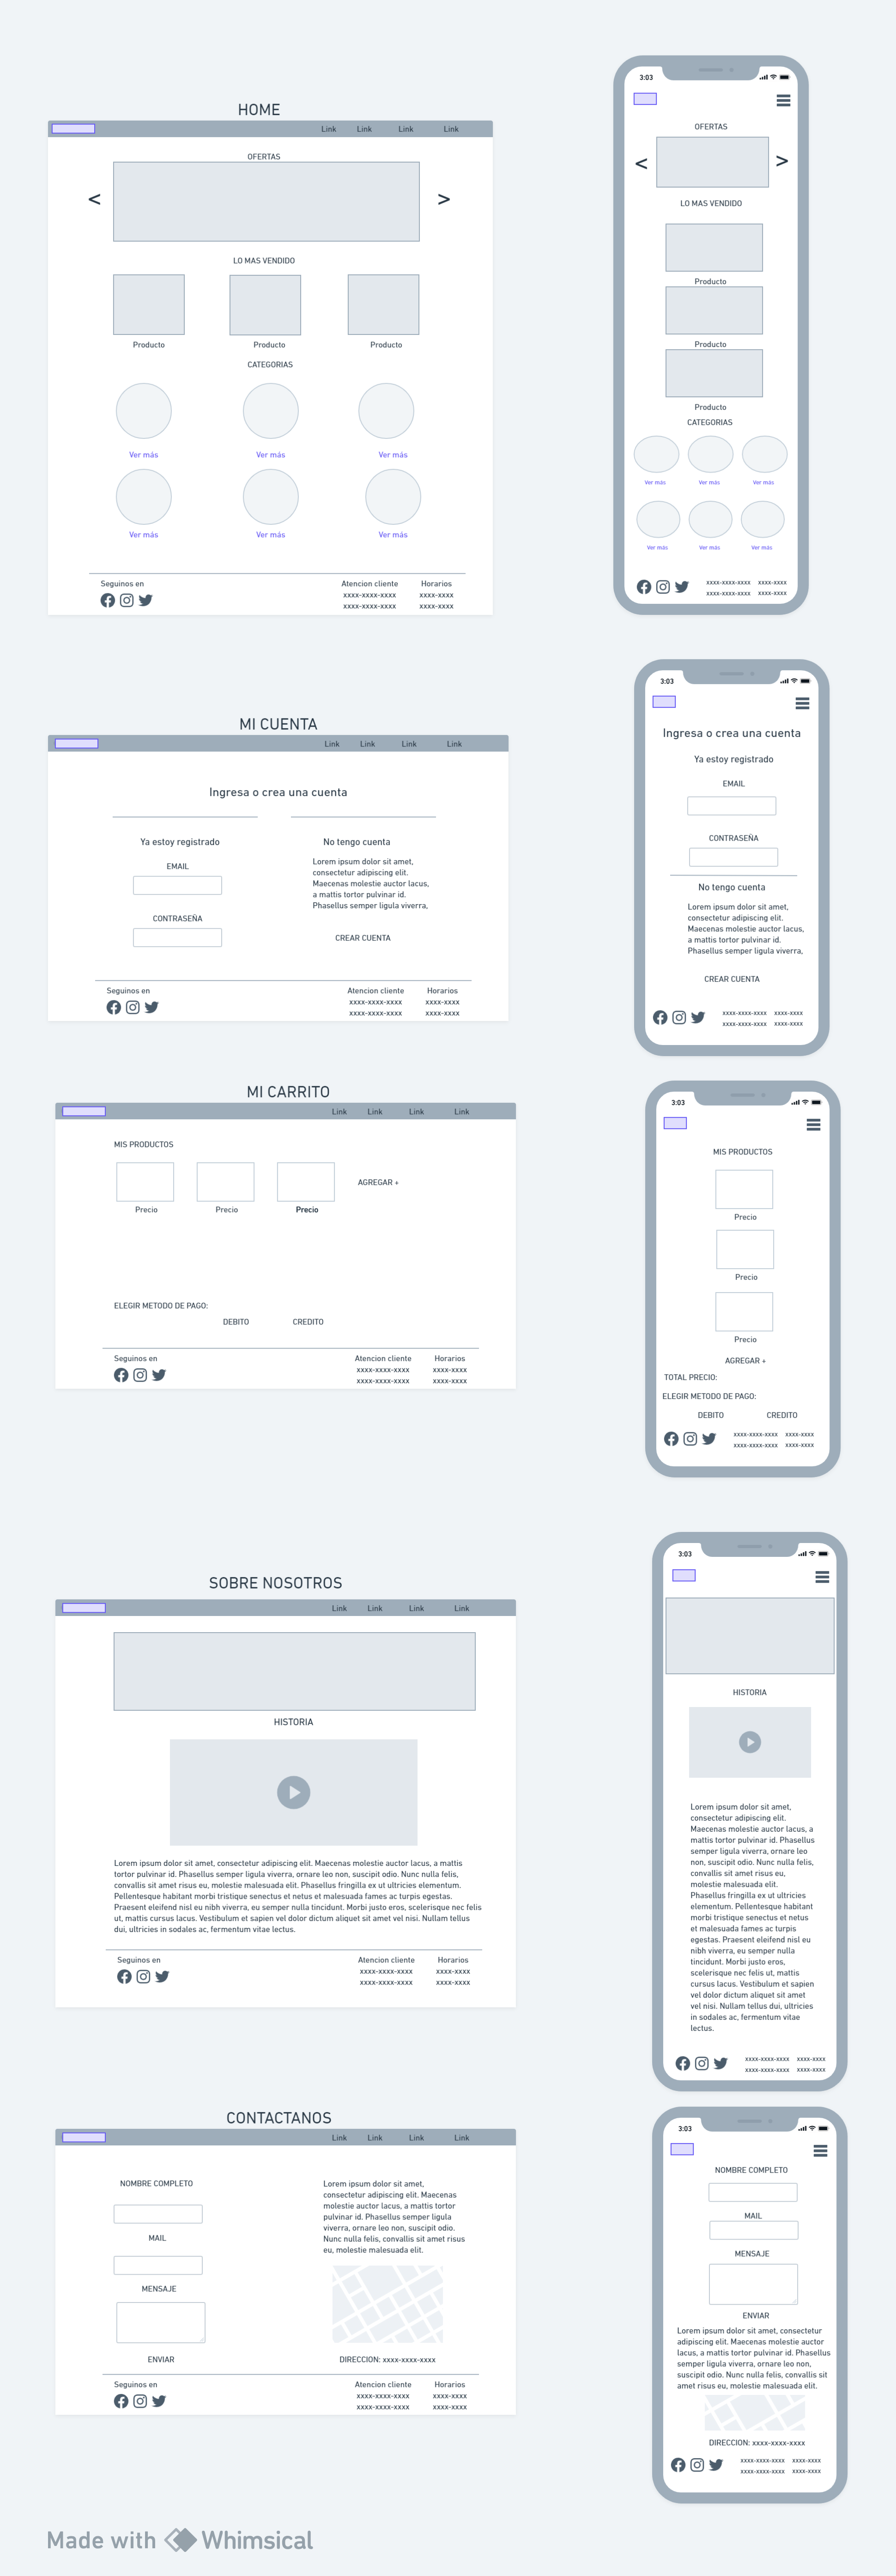 HOME
Link Link Link Link
OFERTAS
< >
LO MAS VENDIDO
Producto Producto Producto
CATEGORIAS
Ver más Ver más Ver más
Ver más Ver más Ver más
Seguinos en Atencion cliente Horarios
xxxx-xxxx-xxxx xxxx-xxxx
xxxx-xxxx-xxxx xxxx-xxxx
3:03
OFERTAS
< >
LO MAS VENDIDO
Producto
Producto
Producto
CATEGORIAS
Ver más Ver más Ver más
Ver más Ver más Ver más
xxxx-xxxx-xxxx xxxx-xxxx
xxxx-xxxx-xxxx xxxx-xxxx
MI CUENTA
Link Link Link Link
Ingresa o crea una cuenta
Ya estoy registrado
EMAIL
CONTRASEÑA
No tengo cuenta
Lorem ipsum dolor sit amet,
consectetur adipiscing elit.
Maecenas molestie auctor lacus,
a mattis tortor pulvinar id.
Phasellus semper ligula viverra,
CREAR CUENTA
Seguinos en Atencion cliente Horarios
xxxx-xxxx-xxxx xxxx-xxxx
xxxx-xxxx-xxxx xxxx-xxxx
3:03
Ingresa o crea una cuenta
Ya estoy registrado
EMAIL
CONTRASEÑA
No tengo cuenta
Lorem ipsum dolor sit amet,
consectetur adipiscing elit.
Maecenas molestie auctor lacus,
a mattis tortor pulvinar id.
Phasellus semper ligula viverra,
CREAR CUENTA
xxxx-xxxx-xxxx xxxx-xxxx
xxxx-xxxx-xxxx xxxx-xxxx
MI CARRITO
Link Link Link Link
MIS PRODUCTOS
AGREGAR +
Precio Precio Precio
ELEGIR METODO DE PAGO:
DEBITO CREDITO
Seguinos en Atencion cliente Horarios
xxxx-xxxx-xxxx xxxx-xxxx
xxxx-xxxx-xxxx xxxx-xxxx
3:03
MIS PRODUCTOS
Precio
Precio
Precio
AGREGAR +
TOTAL PRECIO:
ELEGIR METODO DE PAGO:
DEBITO CREDITO
xxxx-xxxx-xxxx xxxx-xxxx
xxxx-xxxx-xxxx xxxx-xxxx
SOBRE NOSOTROS
Link Link Link Link
HISTORIA
Lorem ipsum dolor sit amet, consectetur adipiscing elit. Maecenas molestie auctor lacus, a mattis
tortor pulvinar id. Phasellus semper ligula viverra, ornare leo non, suscipit odio. Nunc nulla felis,
convallis sit amet risus eu, molestie malesuada elit. Phasellus fringilla ex ut ultricies elementum.
Pellentesque habitant morbi tristique senectus et netus et malesuada fames ac turpis egestas.
Praesent eleifend nisl eu nibh viverra, eu semper nulla tincidunt. Morbi justo eros, scelerisque nec felis
ut, mattis cursus lacus. Vestibulum et sapien vel dolor dictum aliquet sit amet vel nisi. Nullam tellus
dui, ultricies in sodales ac, fermentum vitae lectus.
Seguinos en Atencion cliente Horarios
xxxx-xxxx-xxxx xxxx-xxxx
xxxx-xxxx-xxxx xxxx-xxxx
3:03
HISTORIA
Lorem ipsum dolor sit amet,
consectetur adipiscing elit.
Maecenas molestie auctor lacus, a
mattis tortor pulvinar id. Phasellus
semper ligula viverra, ornare leo
non, suscipit odio. Nunc nulla felis,
convallis sit amet risus eu,
molestie malesuada elit.
Phasellus fringilla ex ut ultricies
elementum. Pellentesque habitant
morbi tristique senectus et netus
et malesuada fames ac turpis
egestas. Praesent eleifend nisl eu
nibh viverra, eu semper nulla
tincidunt. Morbi justo eros,
scelerisque nec felis ut, mattis
cursus lacus. Vestibulum et sapien
vel dolor dictum aliquet sit amet
vel nisi. Nullam tellus dui, ultricies
in sodales ac, fermentum vitae
lectus.
xxxx-xxxx-xxxx xxxx-xxxx
xxxx-xxxx-xxxx xxxx-xxxx
CONTACTANOS
Link Link Link Link
NOMBRE COMPLETO
MAIL
MENSAJE
ENVIAR
Lorem ipsum dolor sit amet,
consectetur adipiscing elit. Maecenas
molestie auctor lacus, a mattis tortor
pulvinar id. Phasellus semper ligula
viverra, ornare leo non, suscipit odio.
Nunc nulla felis, convallis sit amet risus
eu, molestie malesuada elit.
DIRECCION: xxxx-xxxx-xxxx
Seguinos en Atencion cliente Horarios
xxxx-xxxx-xxxx xxxx-xxxx
xxxx-xxxx-xxxx xxxx-xxxx
3:03
NOMBRE COMPLETO
MAIL
MENSAJE
ENVIAR
Lorem ipsum dolor sit amet, consectetur
adipiscing elit. Maecenas molestie auctor
lacus, a mattis tortor pulvinar id. Phasellus
semper ligula viverra, ornare leo non,
suscipit odio. Nunc nulla felis, convallis sit
amet risus eu, molestie malesuada elit.
DIRECCION: xxxx-xxxx-xxxx
xxxx-xxxx-xxxx xxxx-xxxx
xxxx-xxxx-xxxx xxxx-xxxx
Made with Whimsical